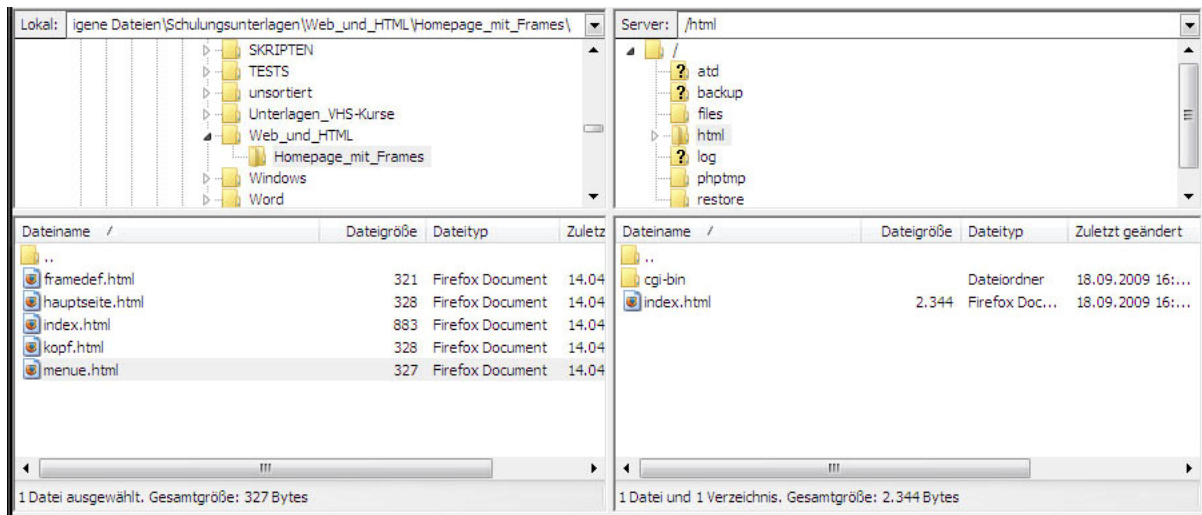 Lokal: igene Dateien\Schulungsunterlagen\Web_und_HTML\Homepage_mit_Frames\
SKRIPTEN
TESTS
unsortiert
Unterlagen_VHS-Kurse
Web_und_HTML
Homepage_mit_Frames
Windows
Word
Server: /html
/
atd
backup
files
html
log
phptmp
restore
Dateiname / Dateigröße Dateityp Zuletz
..
framedef.html 321 Firefox Document 14.04
hauptseite.html 328 Firefox Document 14.04
index.html 883 Firefox Document 14.04
kopf.html 328 Firefox Document 14.04
menue.html 327 Firefox Document 14.04
1 Datei ausgewählt. Gesamtgröße: 327 Bytes
Dateiname / Dateigröße Dateityp Zuletzt geändert
..
cgi-bin Dateiordner 18.09.2009 16:...
index.html 2.344 Firefox Doc... 18.09.2009 16:...
1 Datei und 1 Verzeichnis. Gesamtgröße: 2.344 Bytes